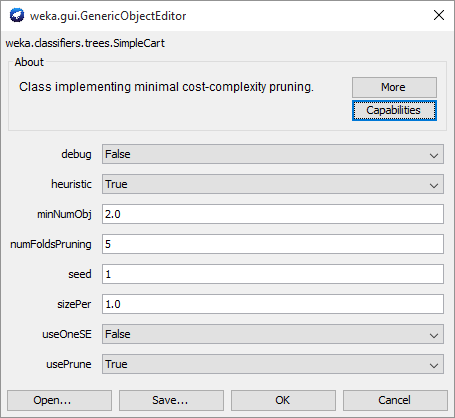 weka.gui.GenericObjectEditor
weka.classifiers.trees.SimpleCart
About
Class implementing minimal cost-complexity pruning.
More
Capabilities
debug False
heuristic True
minNumObj 2.0
numFoldsPruning 5
seed 1
sizePer 1.0
useOneSE False
usePrune True
Open... Save... OK Cancel